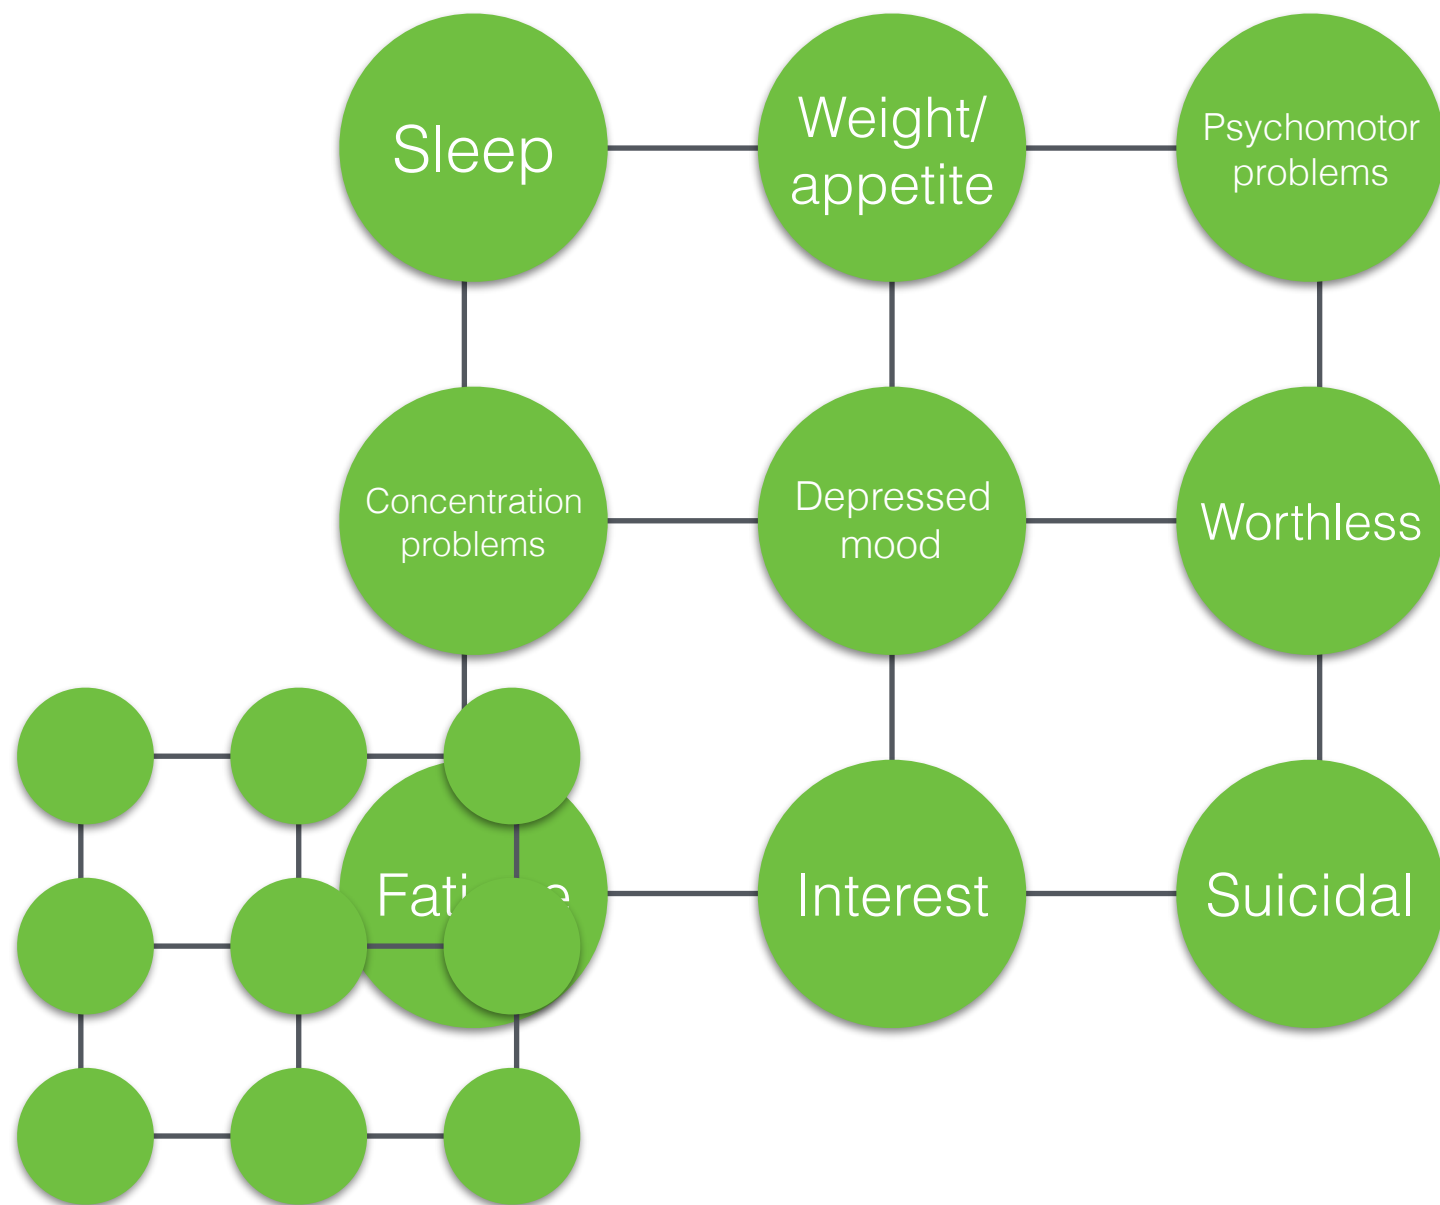 Sleep
Weight/
appetite
Psychomotor
problems
Concentration
problems
Depressed
mood
Worthless
Interest
Suicidal